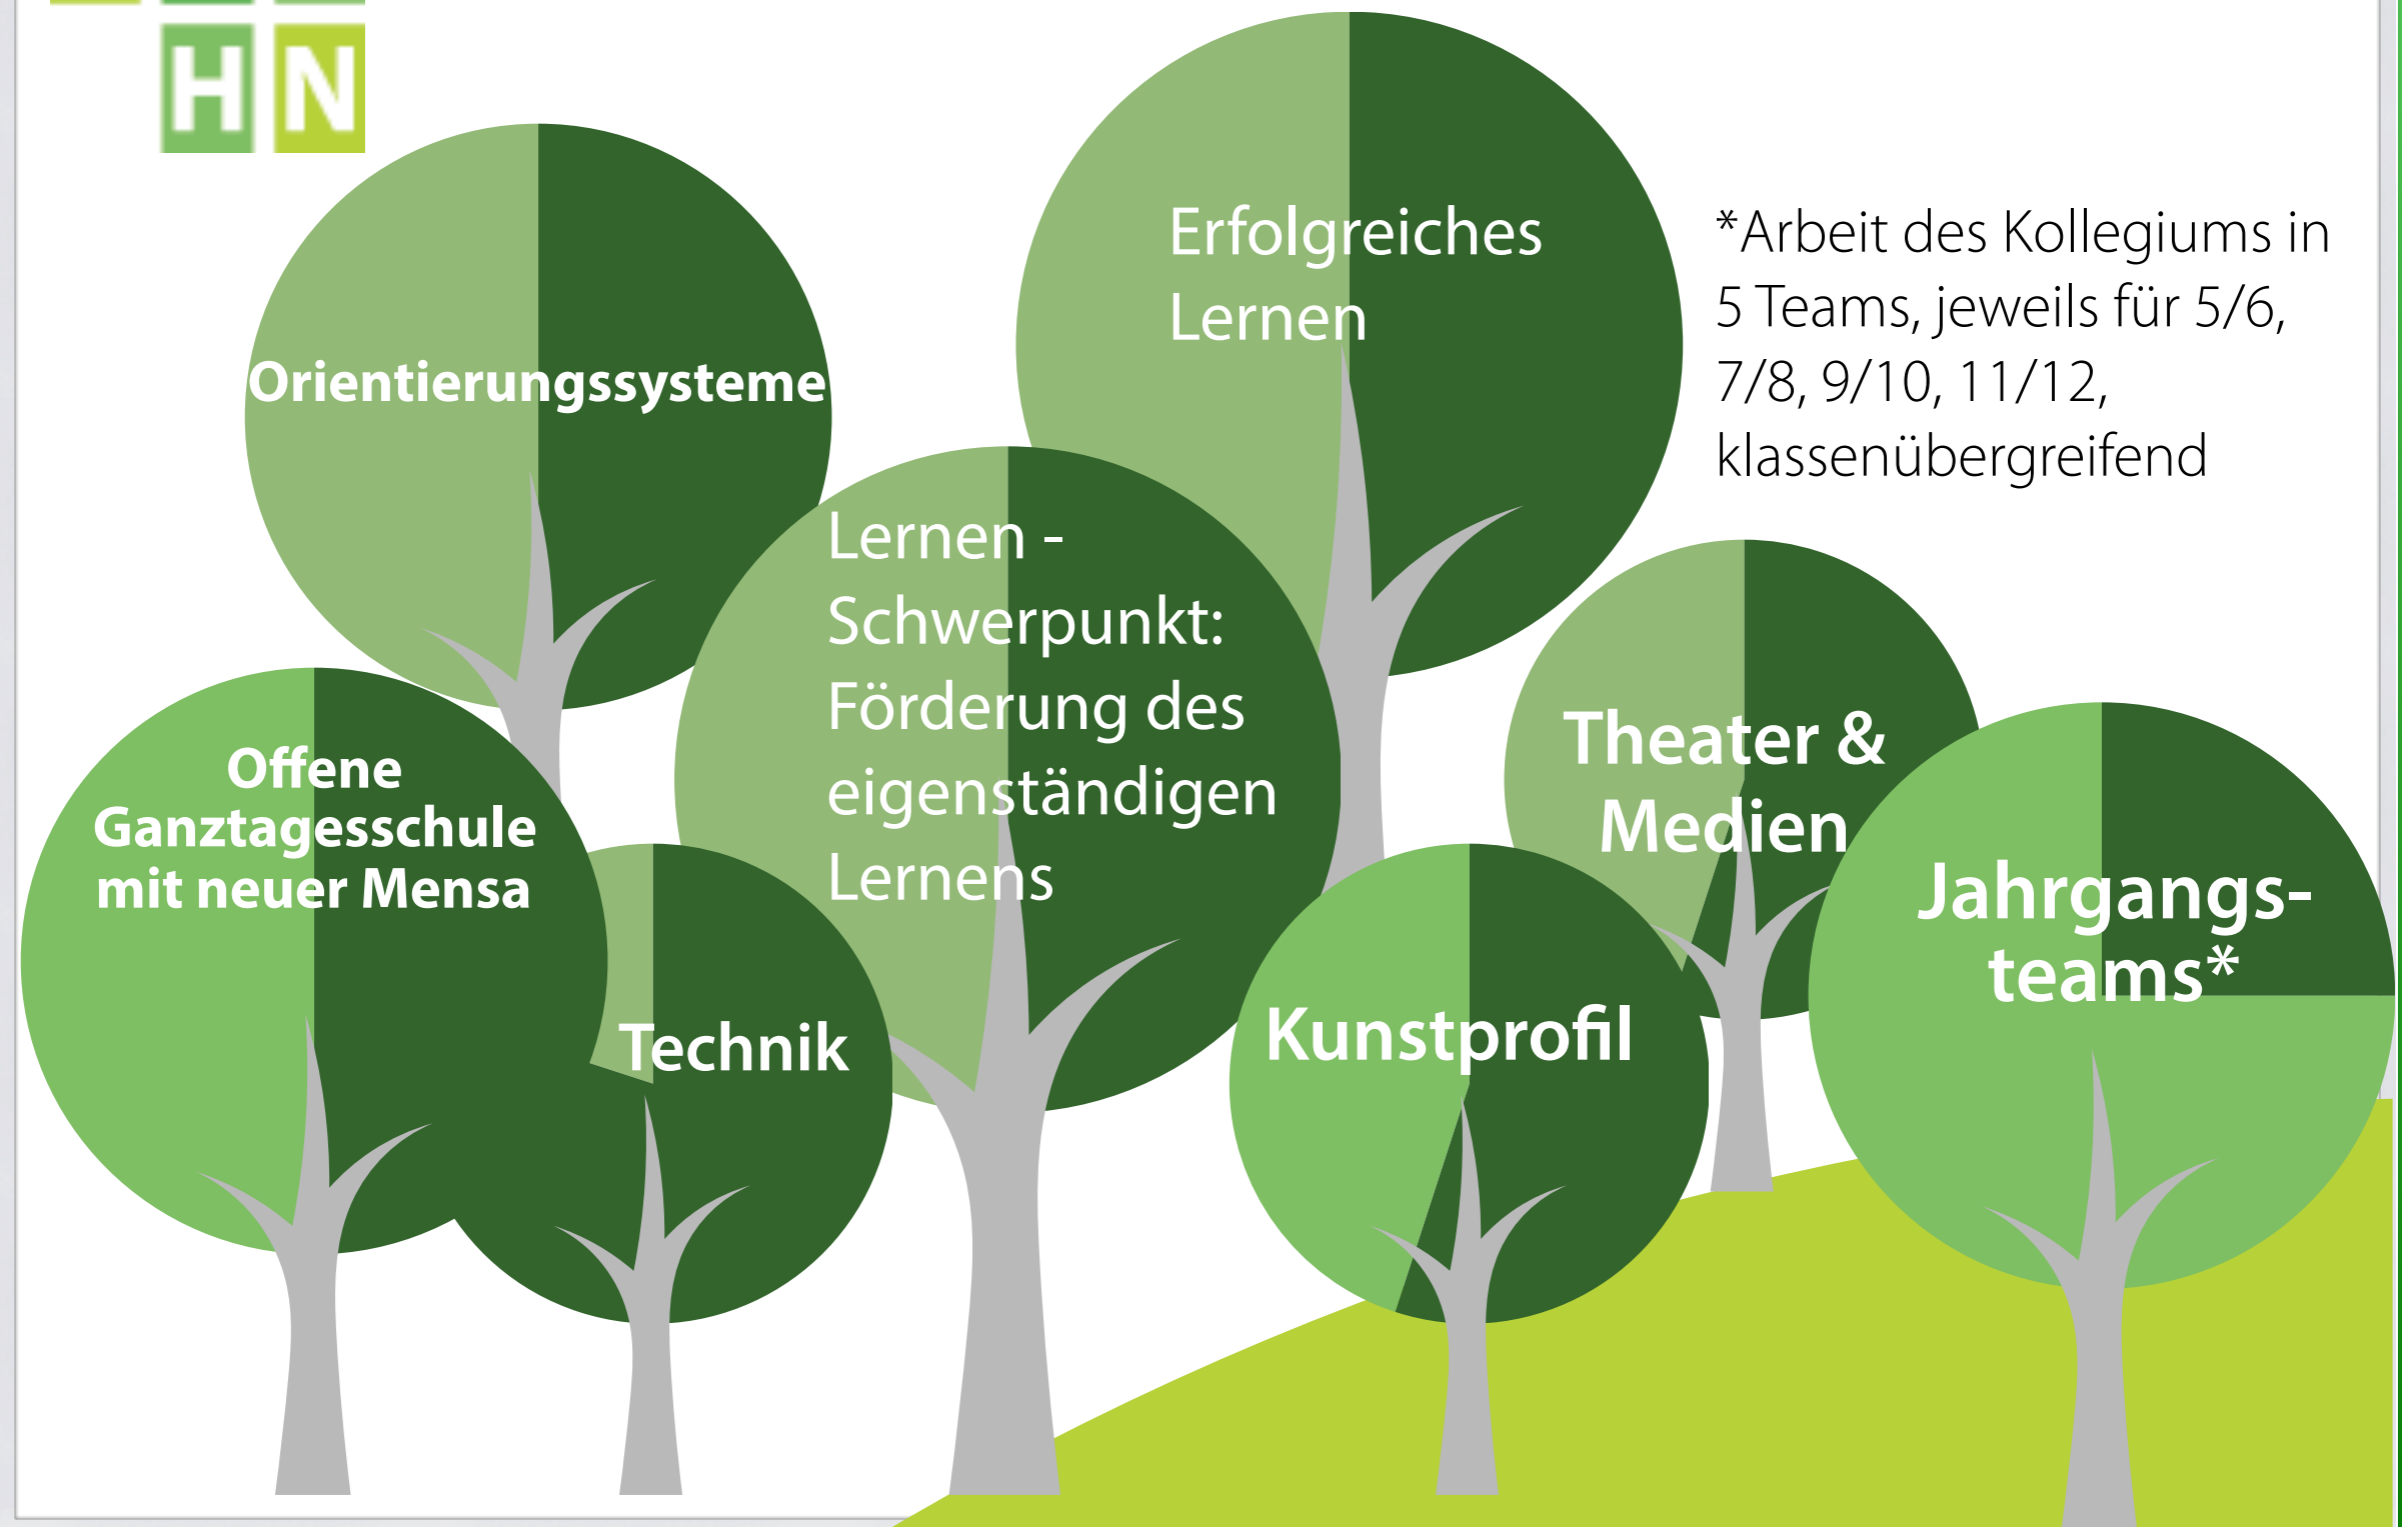 H N
Orientierungssysteme
Erfolgreiches
Lernen
*Arbeit des Kollegiums in
5 Teams, jeweils für 5/6,
7/8, 9/10, 11/12,
klassenübergreifend
Lernen -
Schwerpunkt:
Förderung des
eigenständigen
Lernens
Offene
Ganztagesschule
mit neuer Mensa
Technik
Theater &
Medien
Kunstprofil
Jahrgangs-
teams*